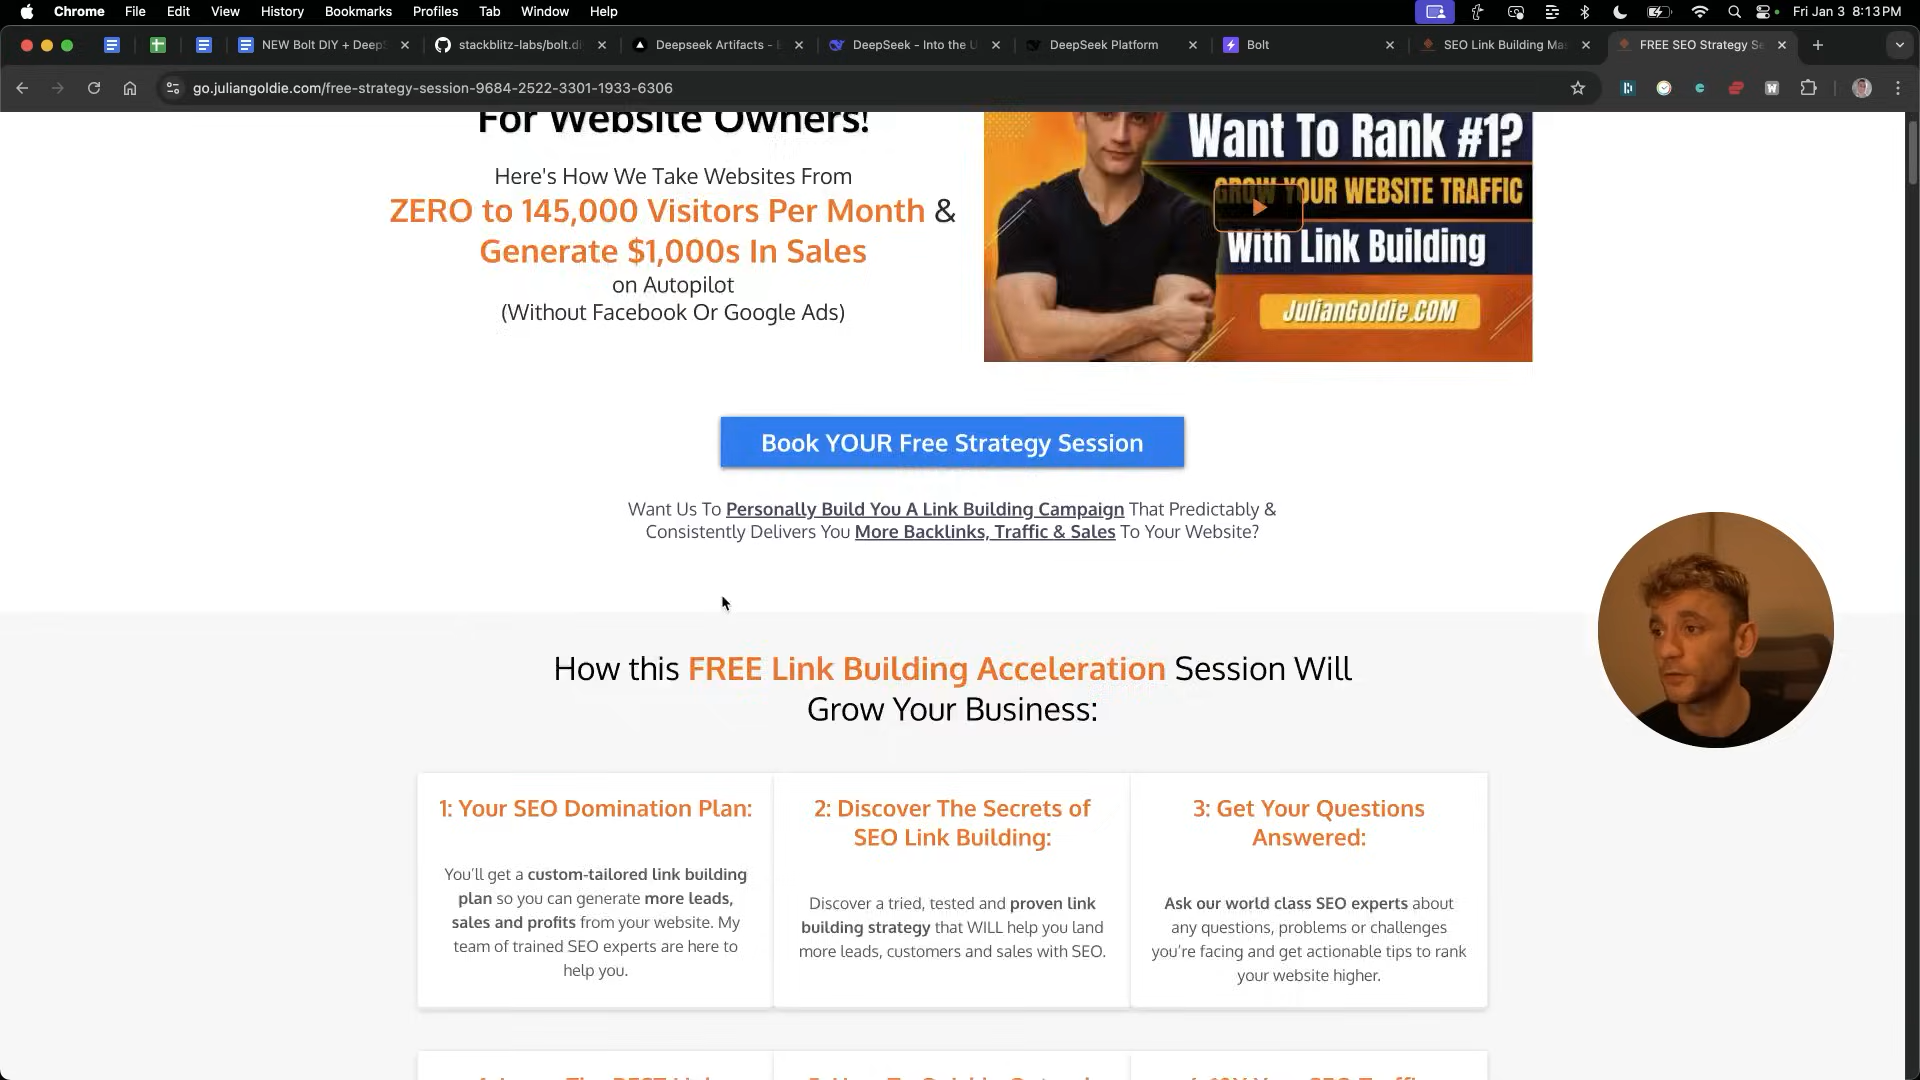 Chrome File Edit View History Bookmarks Profiles Tab Window Help Fri Jan 3 8:13 PM
NEW Bolt DIY + Deep stackblitz-labs/bolt.di Deepseek Artifacts - DeepSeek - Into the U DeepSeek Platform Bolt SEO Link Building Ma FREE SEO Strategy Se
go.juliangoldie.com/free-strategy-session-9684-2522-3301-1933-6306
For Website Owners!
Here's How We Take Websites From
ZERO to 145,000 Visitors Per Month &
Generate $1,000s In Sales
on Autopilot
(Without Facebook Or Google Ads)
Want To Rank #1?
GROW YOUR WEBSITE TRAFFIC
With Link Building
JulianGoldie.COM
Book YOUR Free Strategy Session
Want Us To Personally Build You A Link Building Campaign That Predictably &
Consistently Delivers You More Backlinks, Traffic & Sales To Your Website?
How this FREE Link Building Acceleration Session Will
Grow Your Business:
1: Your SEO Domination Plan:
You'll get a custom-tailored link building
plan so you can generate more leads,
sales and profits from your website. My
team of trained SEO experts are here to
help you.
2: Discover The Secrets of
SEO Link Building:
Discover a tried, tested and proven link
building strategy that WILL help you land
more leads, customers and sales with SEO.
3: Get Your Questions
Answered:
Ask our world class SEO experts about
any questions, problems or challenges
you're facing and get actionable tips to rank
your website higher.